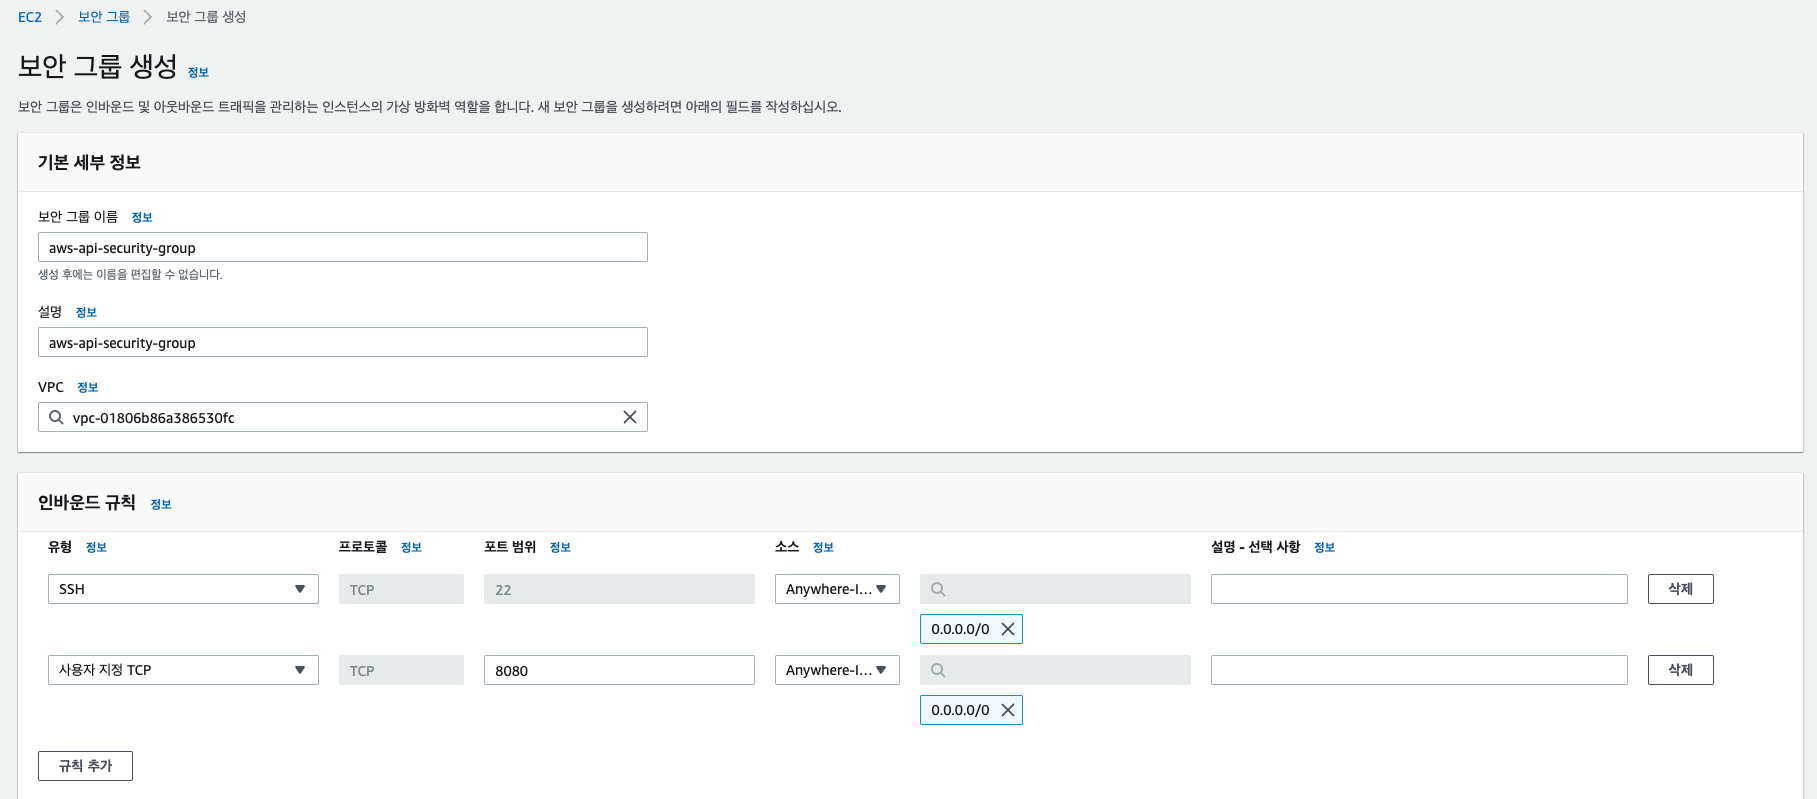 EC2 > 보안 그룹 > 보안 그룹 생성
보안 그룹 생성 정보
보안 그룹은 인바운드 및 아웃바운드 트래픽을 관리하는 인스턴스의 가상 방화벽 역할을 합니다. 새 보안 그룹을 생성하려면 아래의 필드를 작성하십시오.
기본 세부 정보
보안 그룹 이름 정보
aws-api-security-group
생성 후에는 이름을 편집할 수 없습니다.
설명 정보
aws-api-security-group
VPC 정보
vpc-01806b86a386530fc
인바운드 규칙 정보
유형 정보 프로토콜 정보 포트 범위 정보 소스 정보 설명 - 선택 사항 정보
SSH TCP 22 Anywhere-I... 삭제
0.0.0.0/0
사용자 지정 TCP TCP 8080 Anywhere-I... 삭제
0.0.0.0/0
규칙 추가